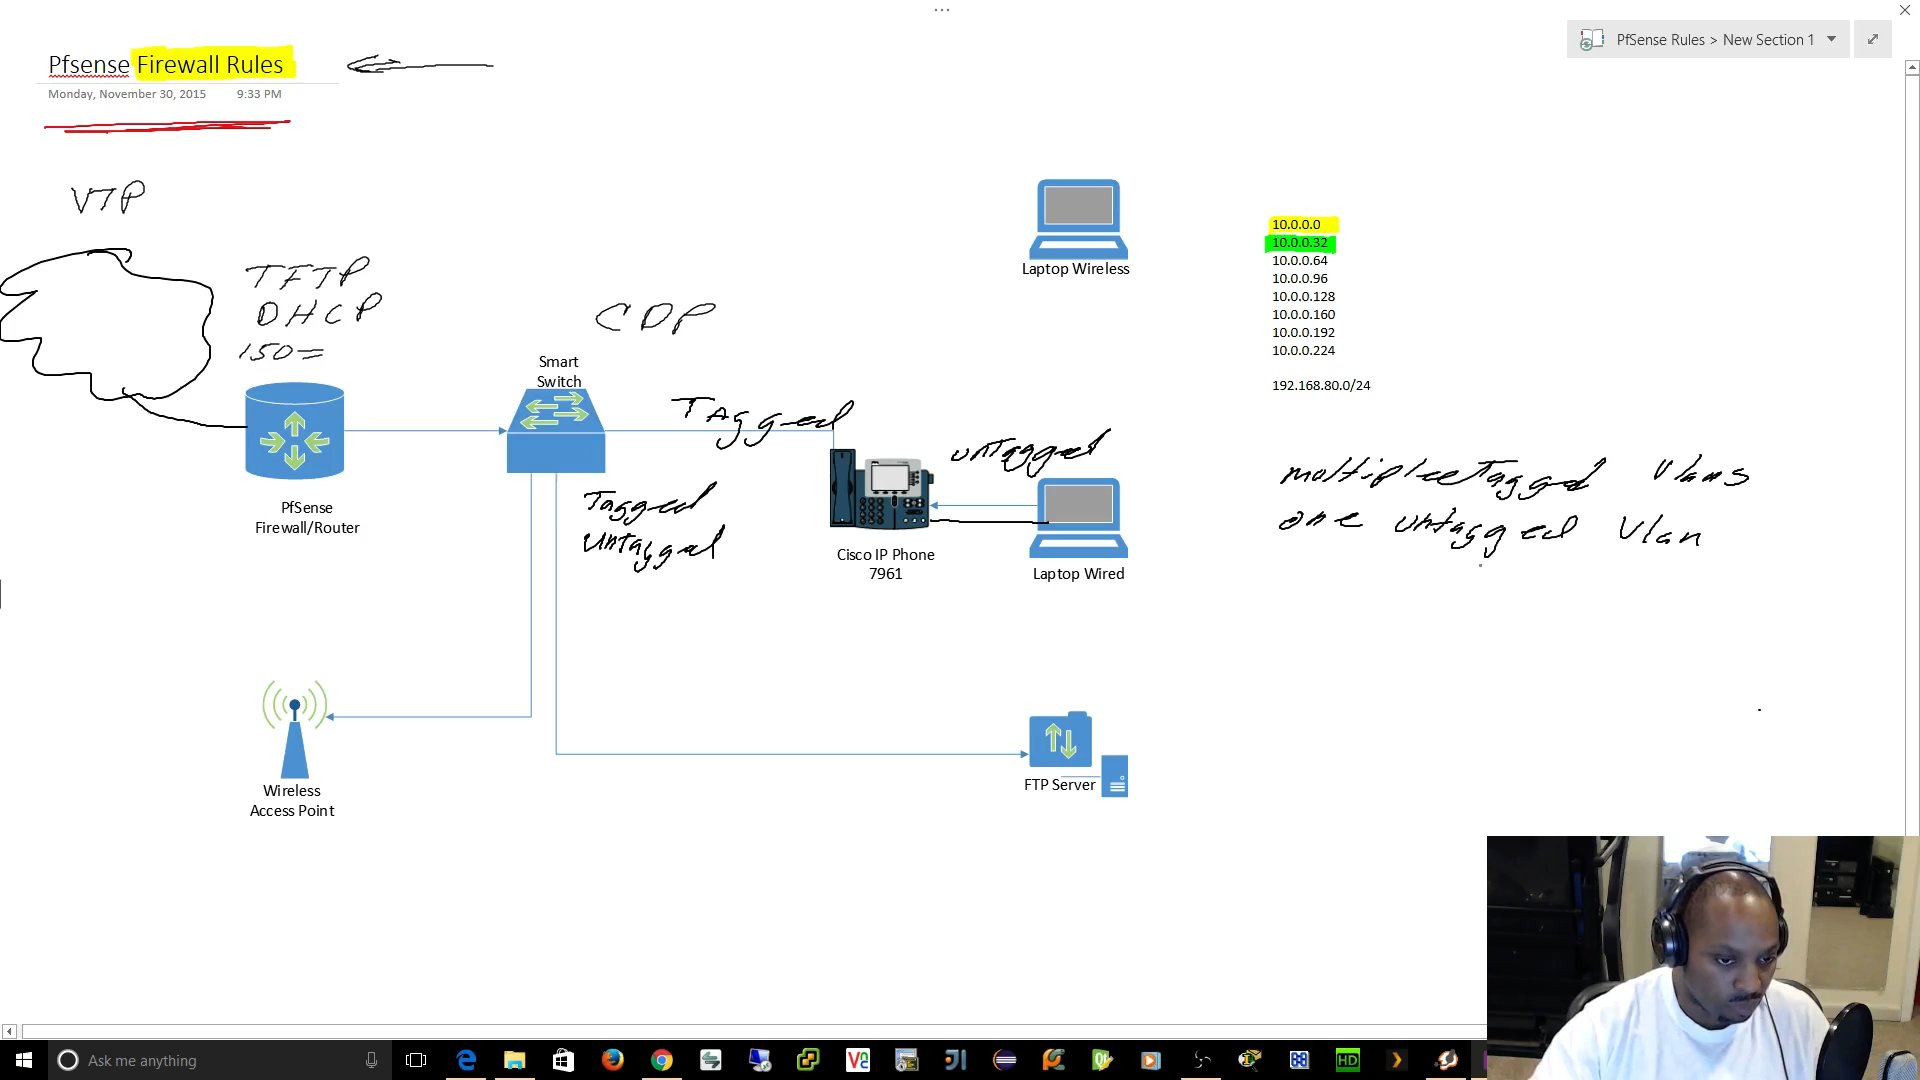 Pfsense Firewall Rules
Monday, November 30, 2015 9:33 PM
PfSense Rules > New Section 1
VTP
TFTP
DHCP
150=
CDP
Smart
Switch
Tagged
Tagged
Untagged
untagged
PfSense
Firewall/Router
Cisco IP Phone
7961
Laptop Wireless
Laptop Wired
Wireless
Access Point
FTP Server
10.0.0.0
10.0.0.32
10.0.0.64
10.0.0.96
10.0.0.128
10.0.0.160
10.0.0.192
10.0.0.224
192.168.80.0/24
multiple Tagged Vlans
one untagged Vlan
Ask me anything
HD